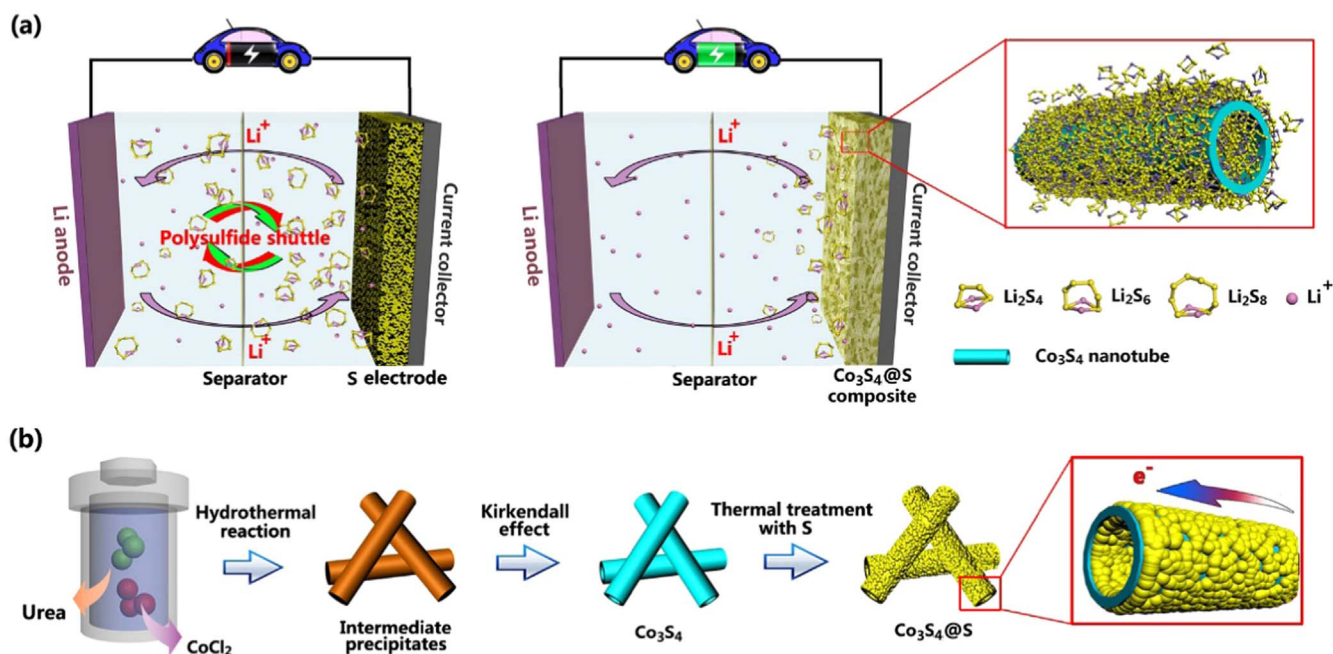 (a)
Li⁺
Li anode
Polysulfide shuttle
Li⁺
Current collector
Separator
S electrode
Li⁺
Li anode
Li⁺
Current collector
Separator
Co₃S₄@S
composite
Li₂S₄
Li₂S₆
Li₂S₈
Li⁺
Co₃S₄ nanotube
(b)
Urea
CoCl₂
Hydrothermal
reaction
Intermediate
precipitates
Kirkendall
effect
Co₃S₄
Thermal treatment
with S
Co₃S₄@S
e⁻